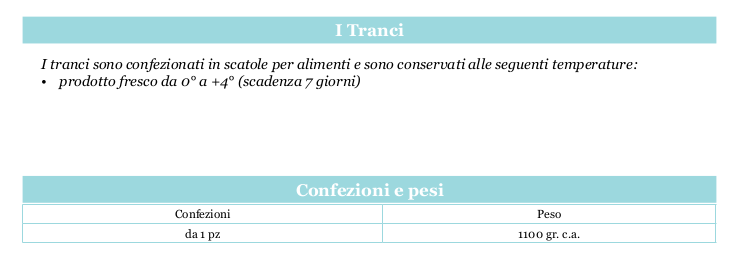 I Tranci
I tranci sono confezionati in scatole per alimenti e sono conservati alle seguenti temperature:
• prodotto fresco da 0° a +4° (scadenza 7 giorni)
Confezioni e pesi
Confezioni Peso
da 1 pz 1100 gr. c.a.